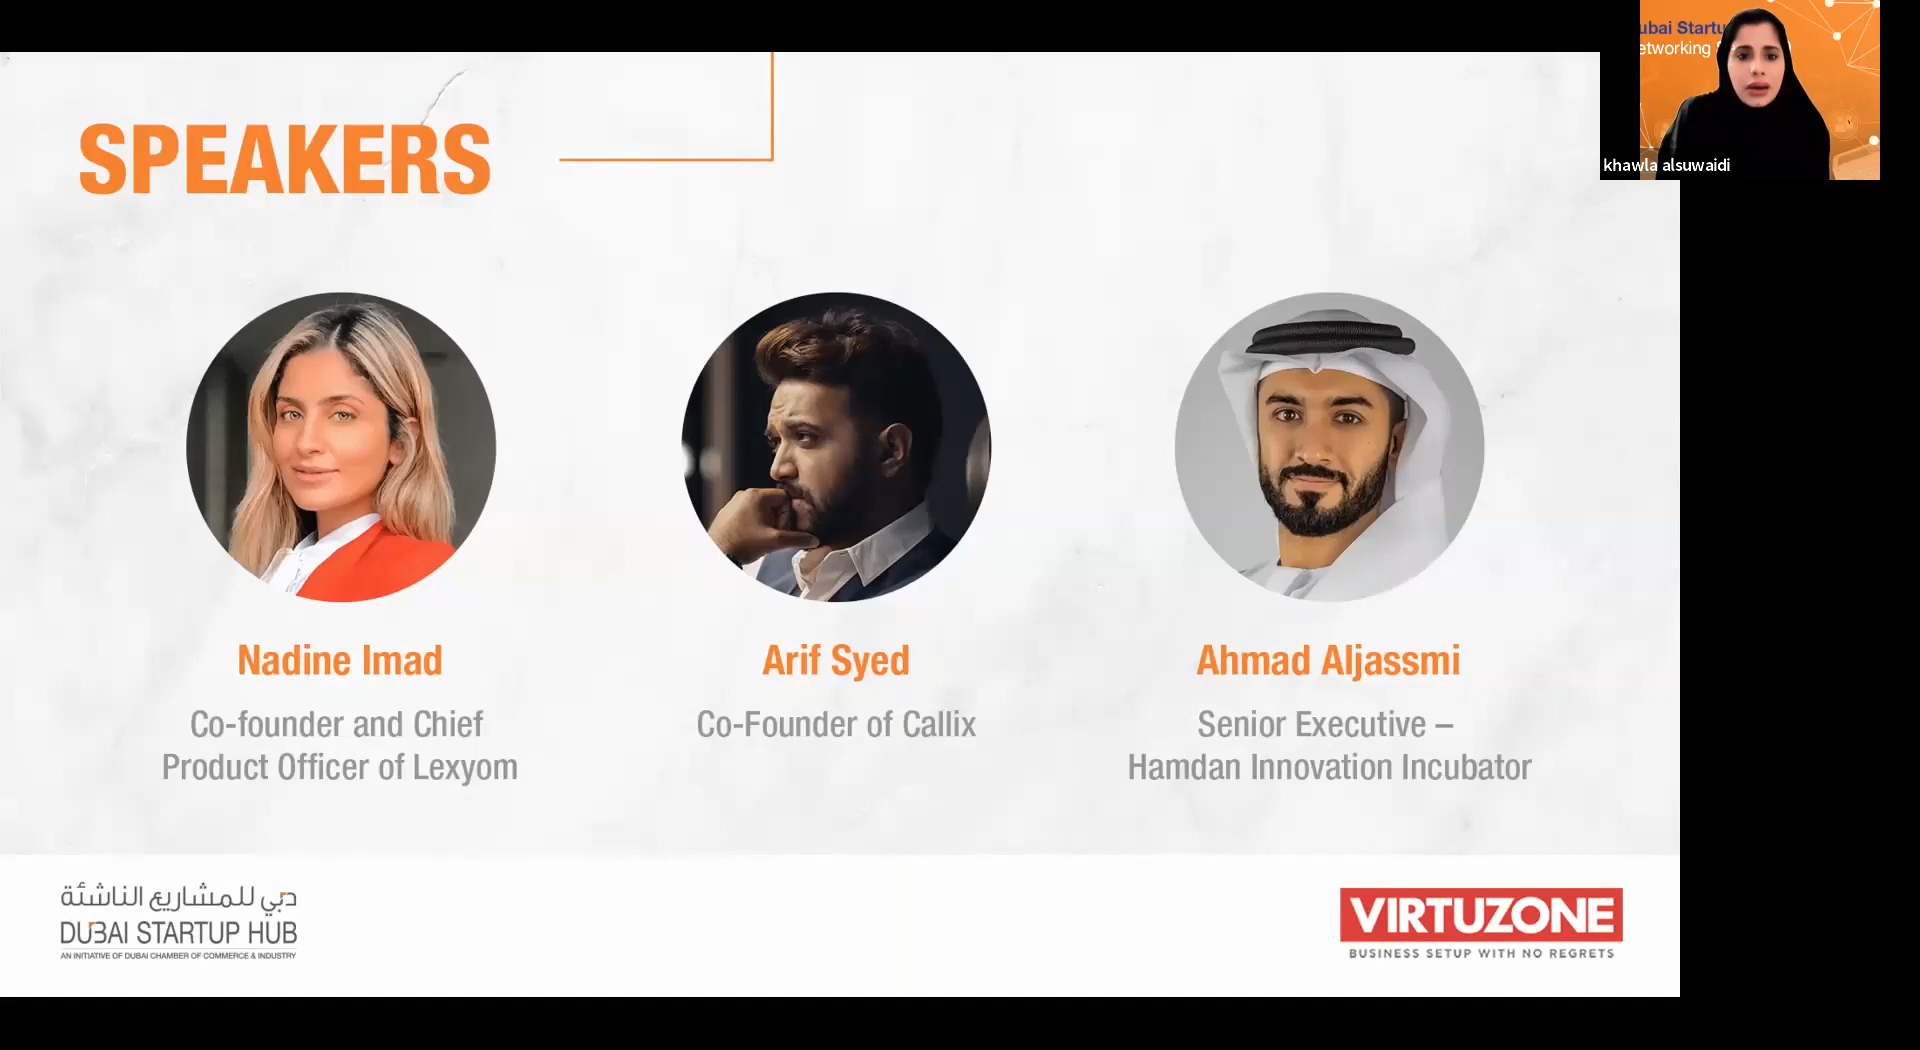 SPEAKERS
ubai Startu
etworking Se
khawla alsuwaidi
Nadine Imad
Co-founder and Chief
Product Officer of Lexyom
Arif Syed
Co-Founder of Callix
Ahmad Aljassmi
Senior Executive –
Hamdan Innovation Incubator
دبي للمشاريع الناشئة
DUBAI STARTUP HUB
AN INITIATIVE OF DUBAI CHAMBER OF COMMERCE & INDUSTRY
VIRTUZONE
BUSINESS SETUP WITH NO REGRETS